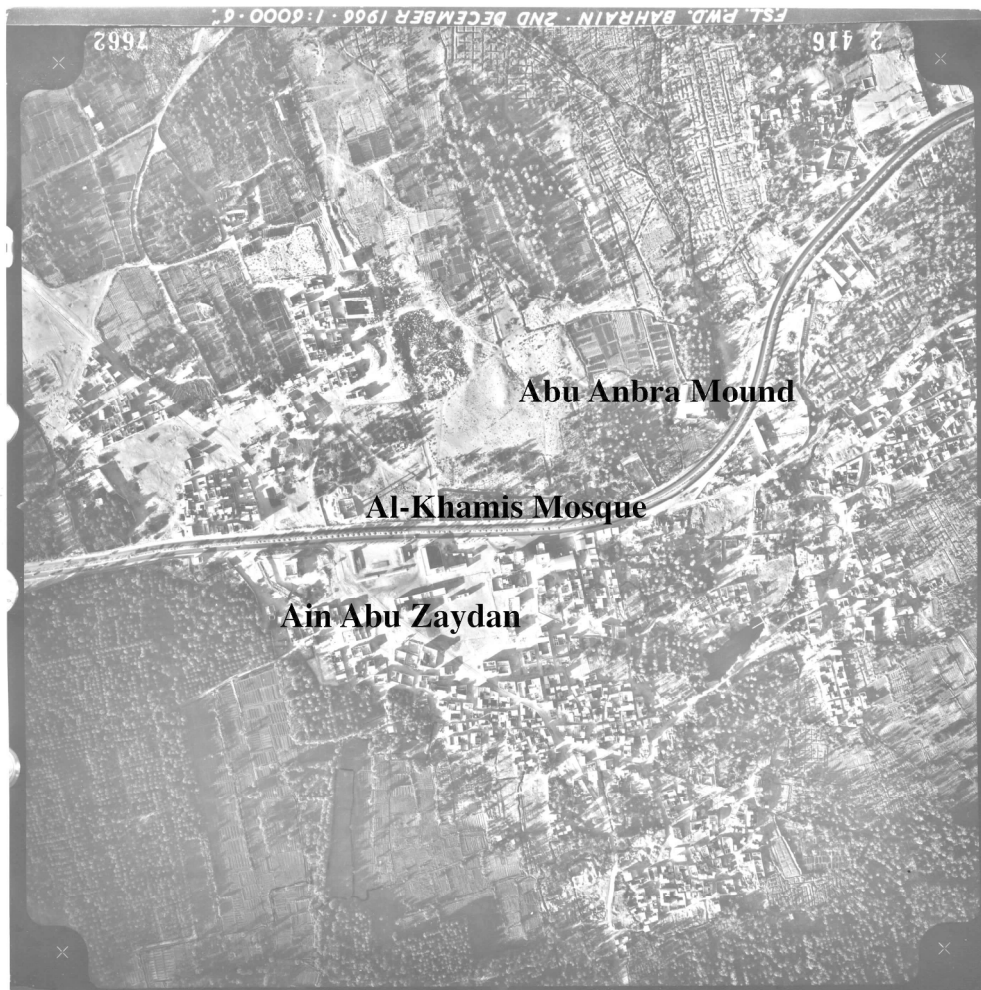 FSL. PWD. BAHRAIN · 2ND DECEMBER 1966 · 1:6000 · 6".
7662
2 416
Abu Anbra Mound
Al-Khamis Mosque
Ain Abu Zaydan